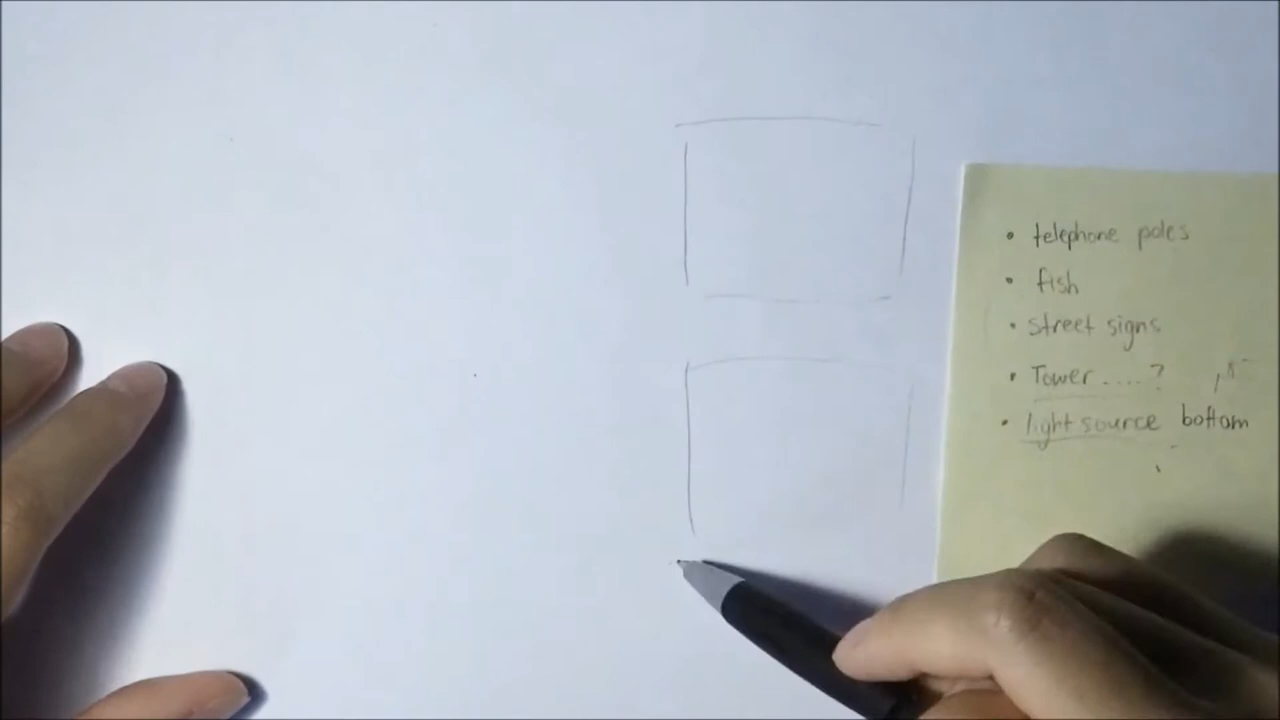 • telephone poles
• fish
• street signs
• Tower....?
• light source bottom